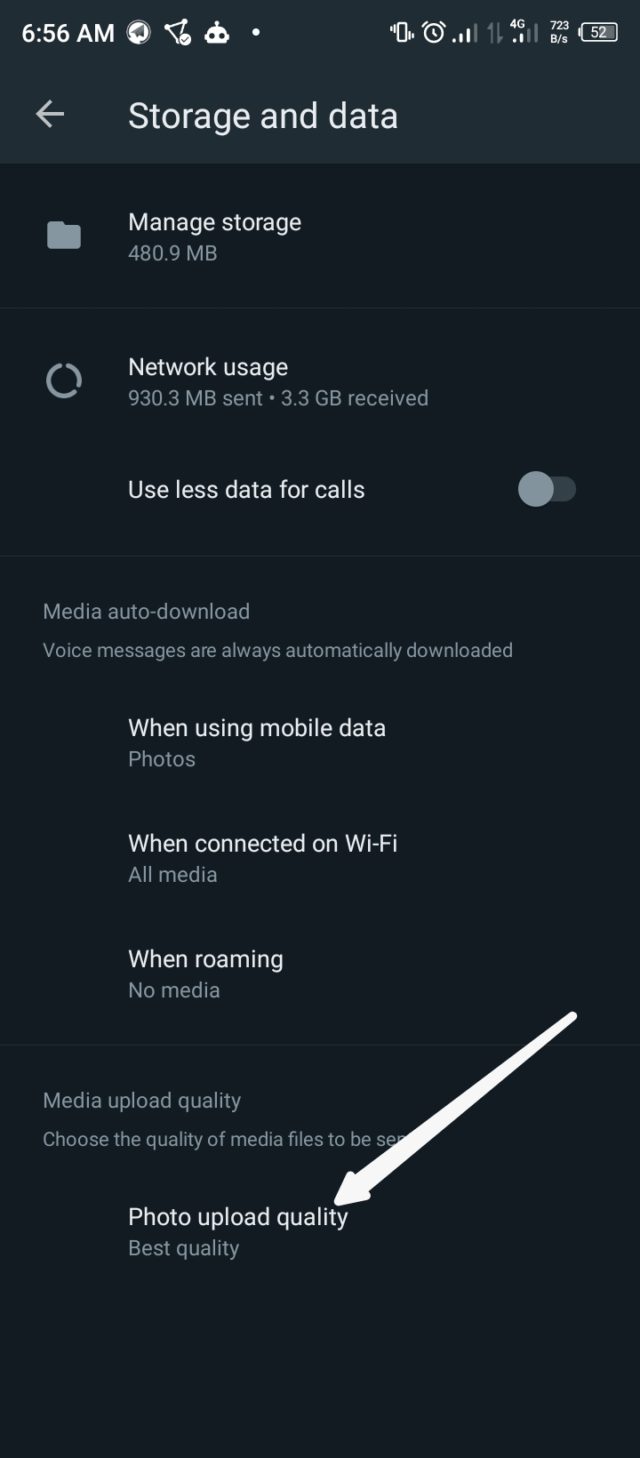 6:56 AM
4G
723
B/s
52
Storage and data
Manage storage
480.9 MB
Network usage
930.3 MB sent • 3.3 GB received
Use less data for calls
Media auto-download
Voice messages are always automatically downloaded
When using mobile data
Photos
When connected on Wi-Fi
All media
When roaming
No media
Media upload quality
Choose the quality of media files to be
Photo upload quality
Best quality